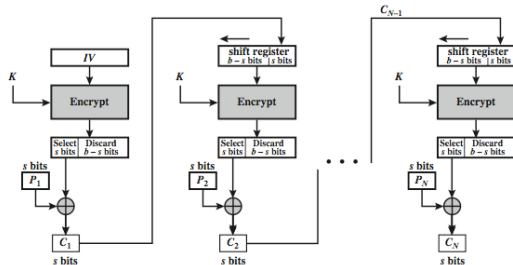 C_{N-1}
IV
shift register
b – s bits | s bits
shift register
b – s bits | s bits
K
K
K
Encrypt
Encrypt
Encrypt
Select Discard
s bits b – s bits
Select Discard
s bits b – s bits
Select Discard
s bits b – s bits
s bits
s bits
s bits
P_1
P_2
P_N
C_1
C_2
C_N
s bits
s bits
s bits